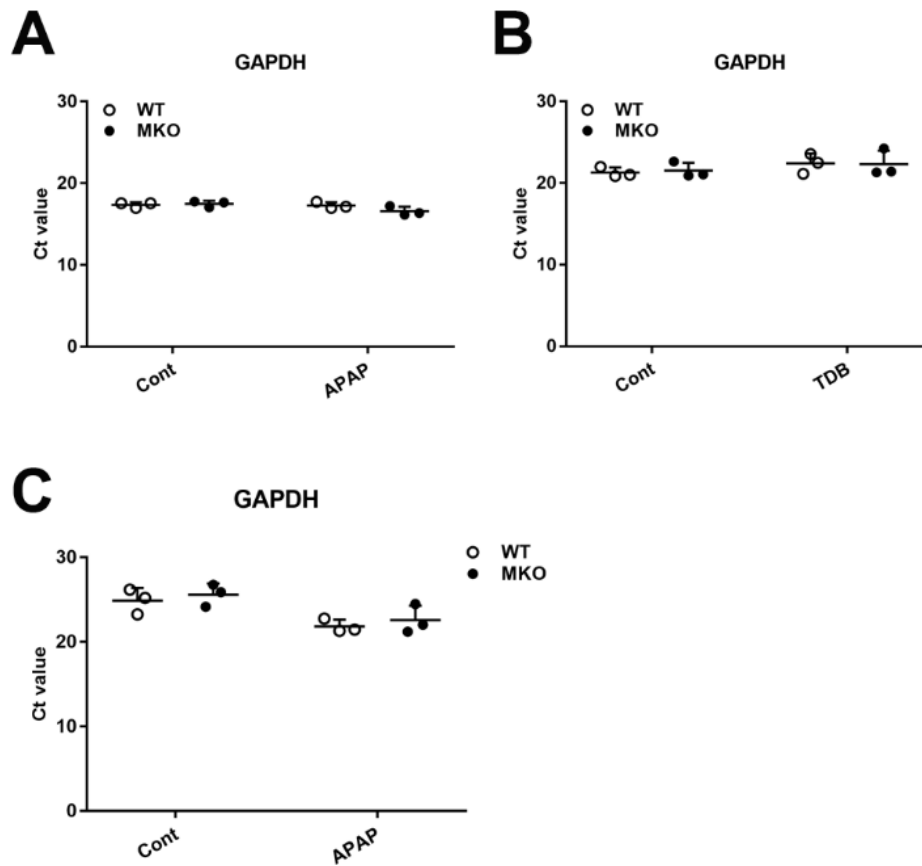 A
GAPDH
WT
MKO
30
20
10
0
Ct value
Cont
APAP
B
GAPDH
WT
MKO
30
20
10
0
Ct value
Cont
TDB
C
GAPDH
WT
MKO
30
20
10
0
Ct value
Cont
APAP